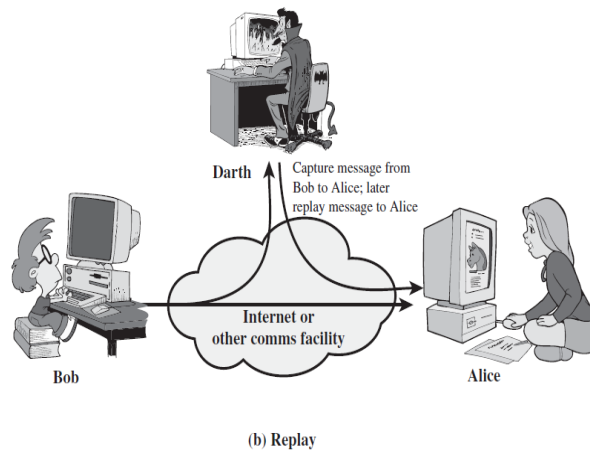 Darth
Capture message from
Bob to Alice; later
replay message to Alice
Internet or
other comms facility
Bob
Alice
(b) Replay